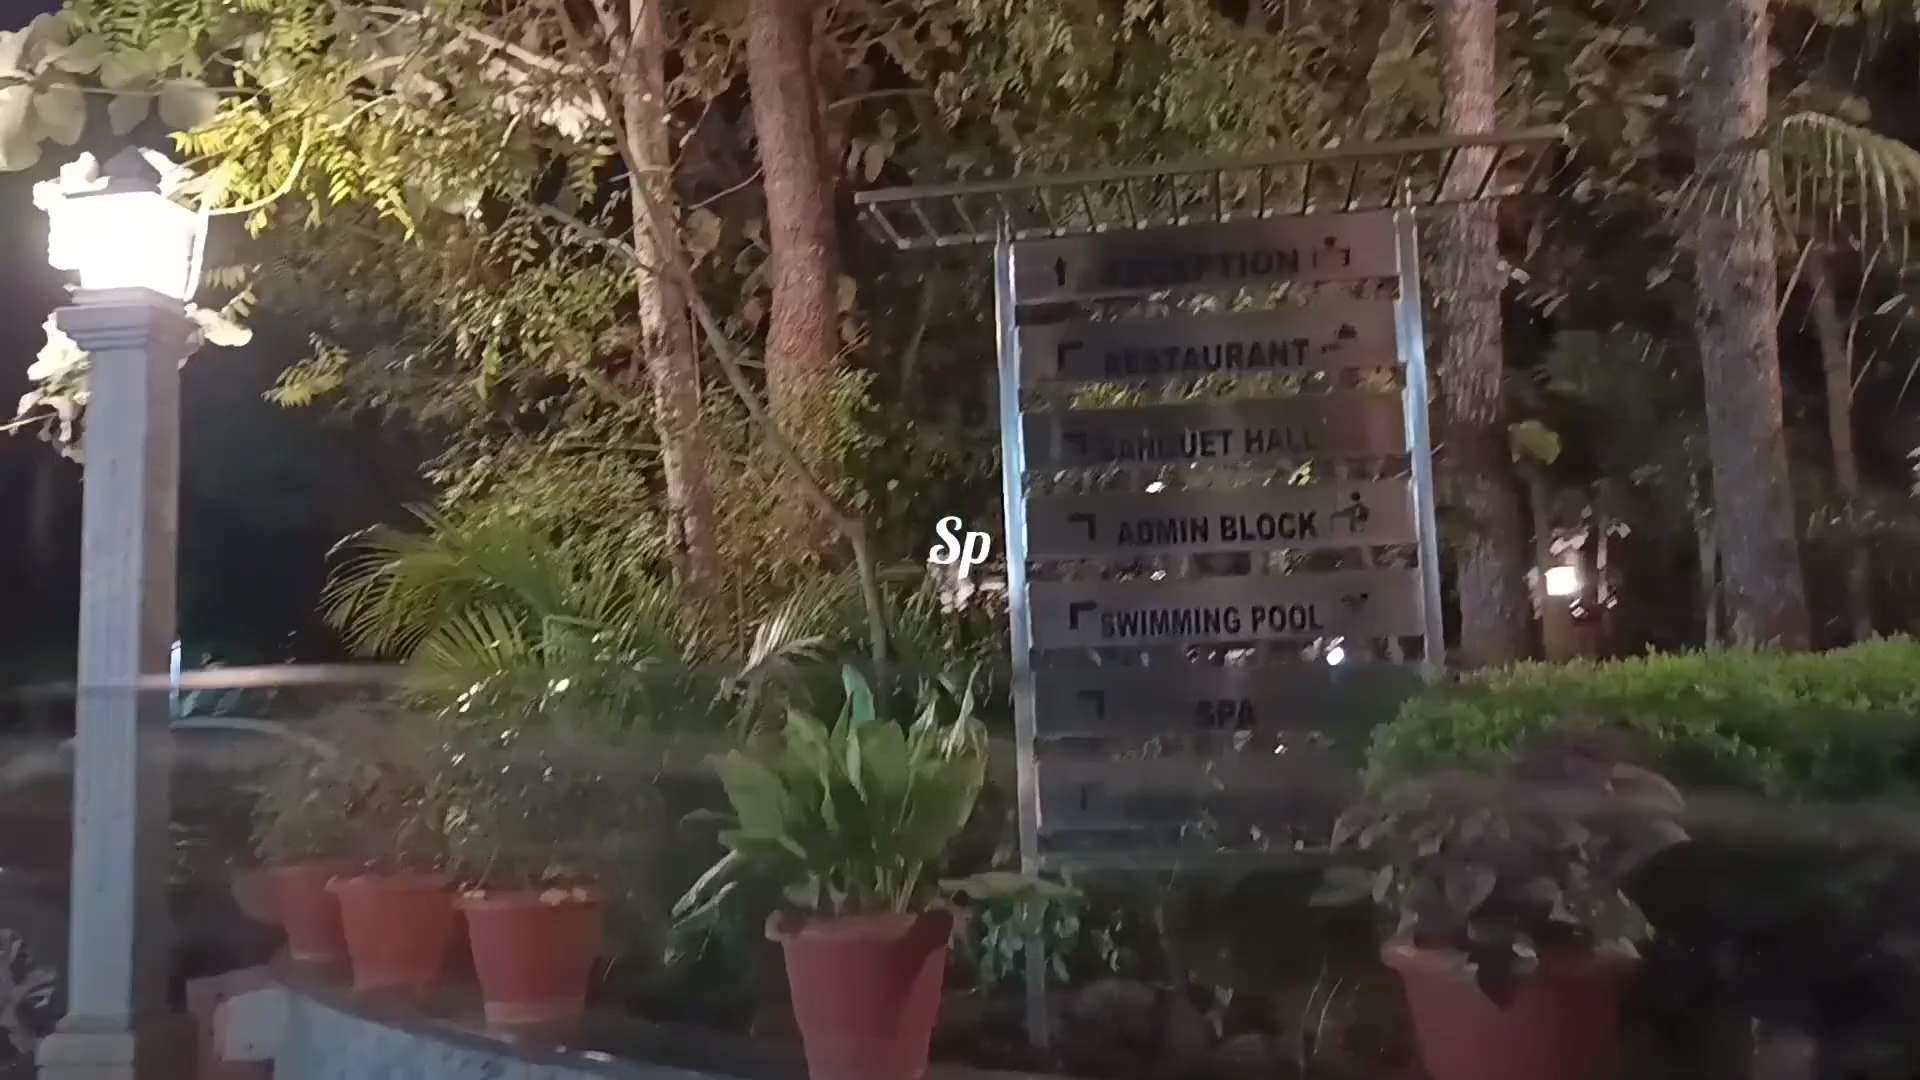 RECEPTION
RESTAURANT
BANQUET HALL
ADMIN BLOCK
SWIMMING POOL
SPA
Sp